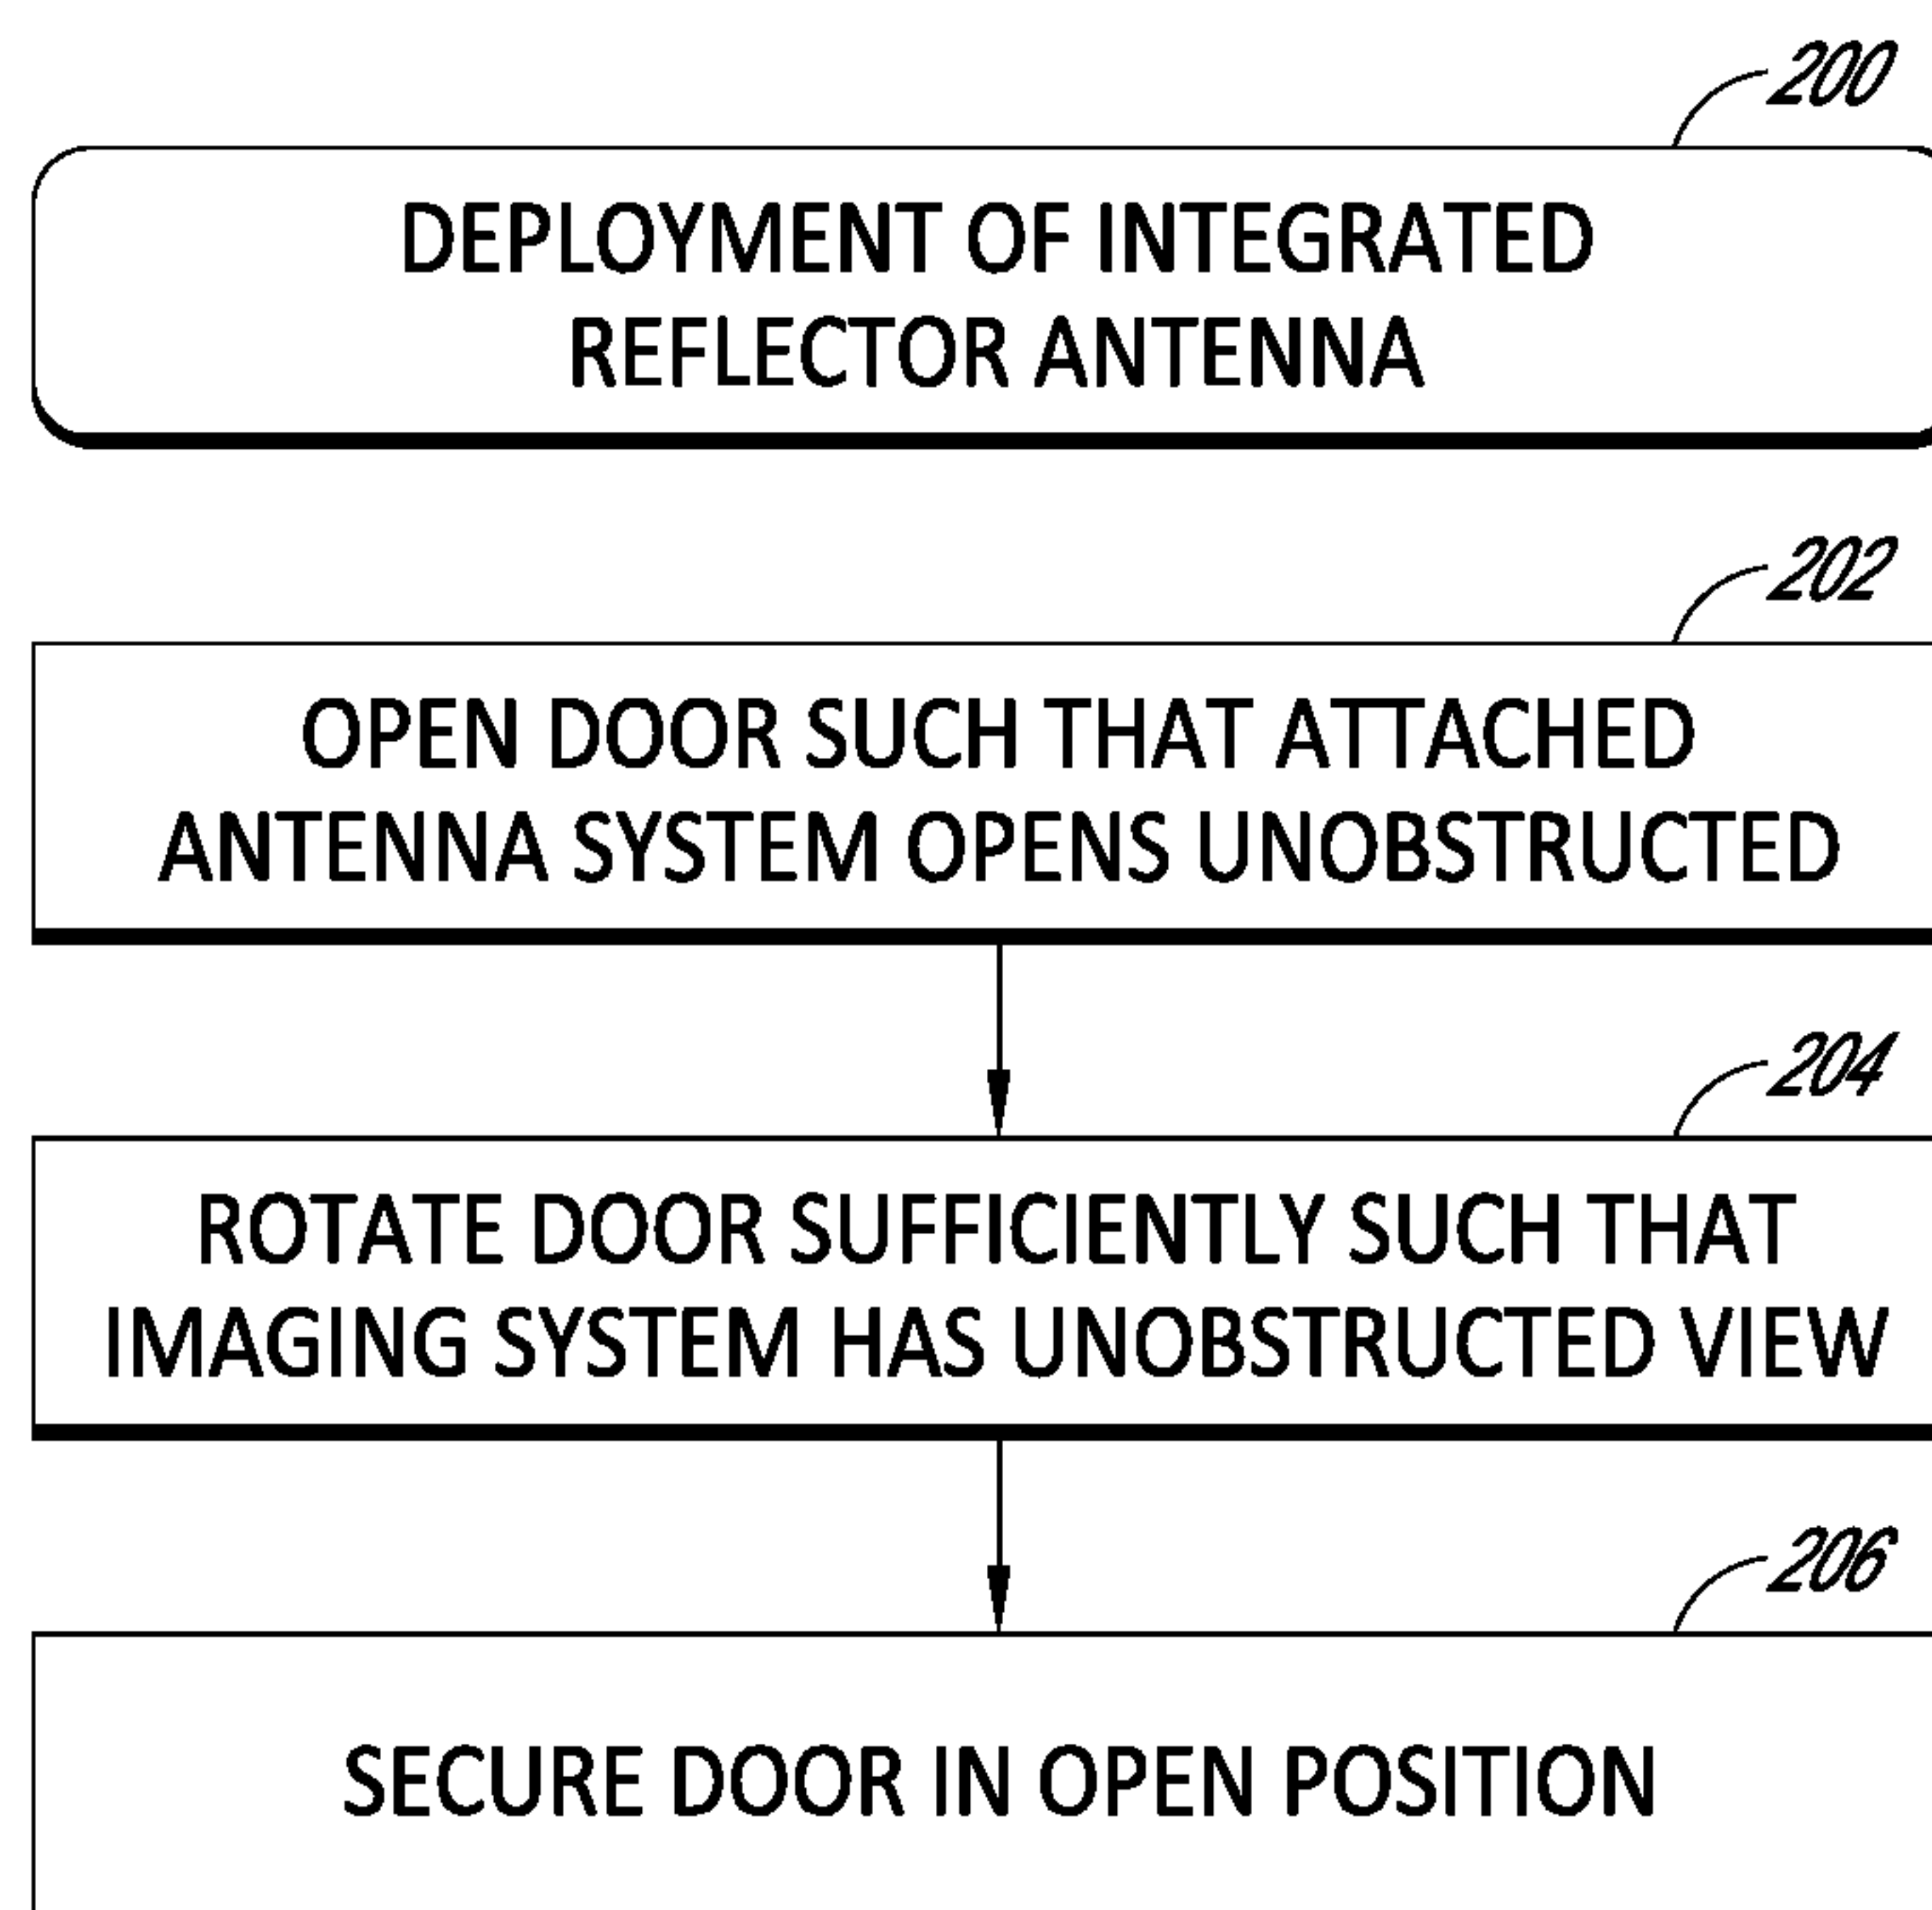 200
DEPLOYMENT OF INTEGRATED
REFLECTOR ANTENNA
202
OPEN DOOR SUCH THAT ATTACHED
ANTENNA SYSTEM OPENS UNOBSTRUCTED
204
ROTATE DOOR SUFFICIENTLY SUCH THAT
IMAGING SYSTEM HAS UNOBSTRUCTED VIEW
206
SECURE DOOR IN OPEN POSITION